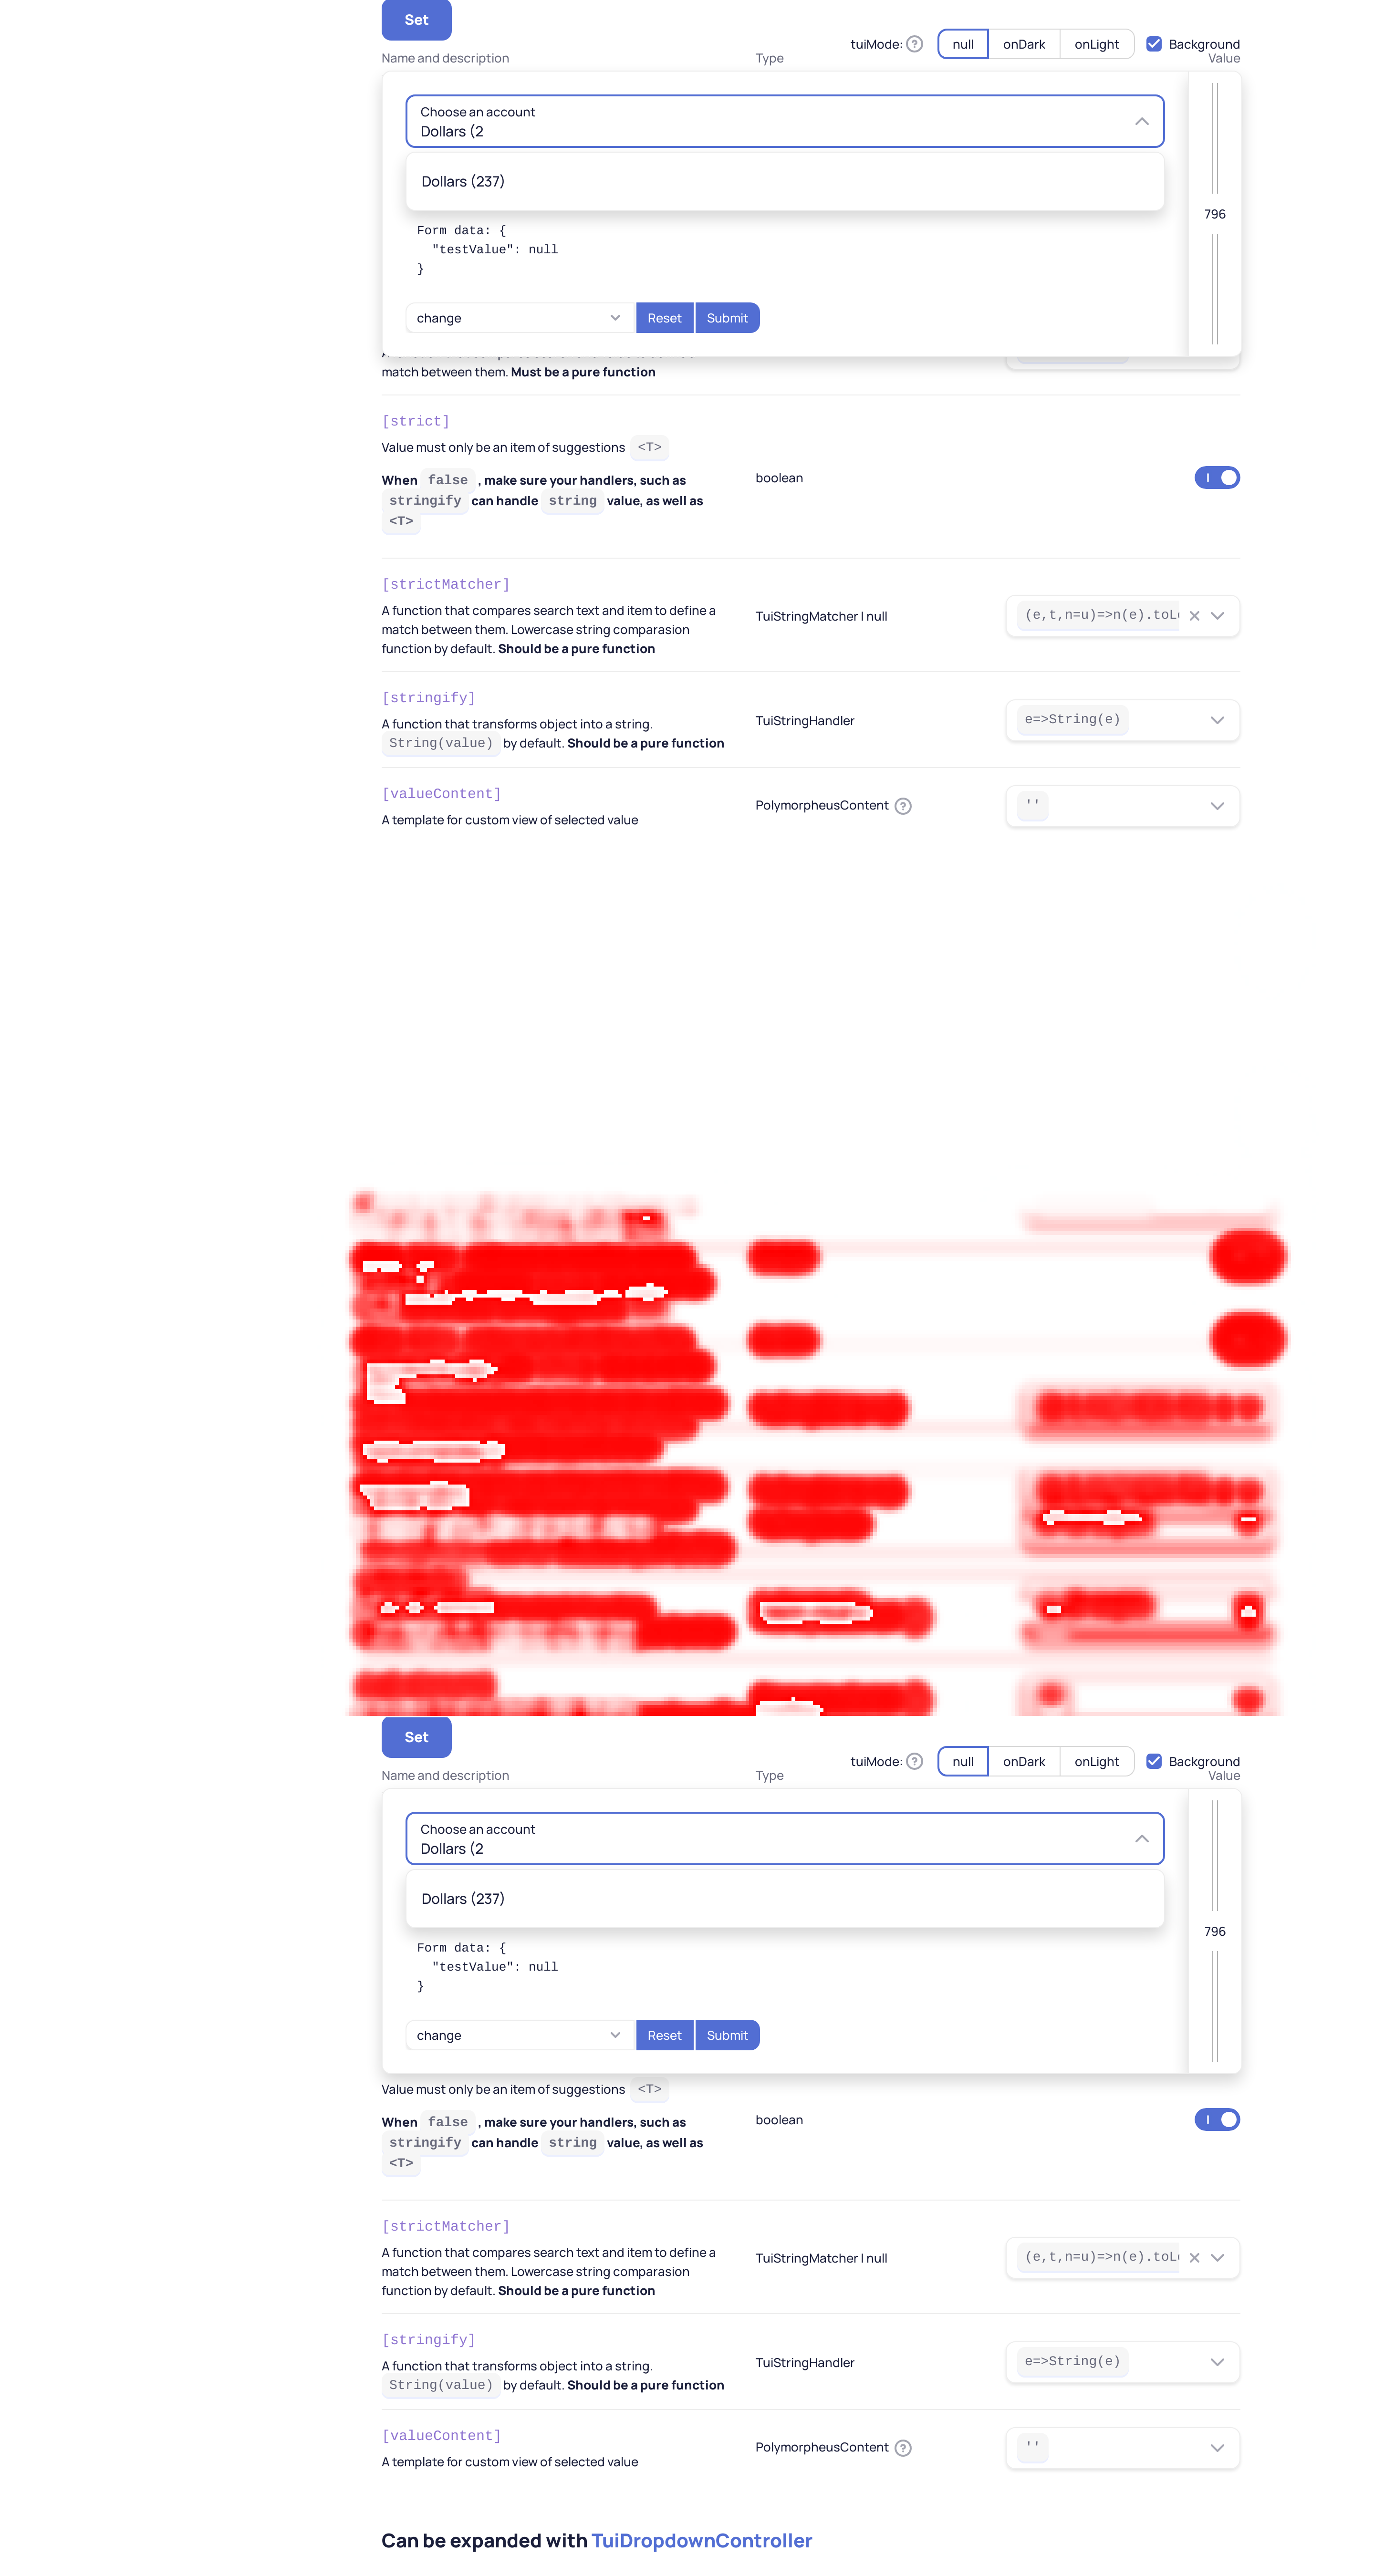 Set
tuiMode: null onDark onLight Background
Name and description Type Value
Choose an account
Dollars (2
Dollars (237)
796
Form data: {
"testValue": null
}
change Reset Submit
match between them. Must be a pure function
[strict]
Value must only be an item of suggestions <T>
When false , make sure your handlers, such as
stringify can handle string value, as well as
<T>
boolean
[strictMatcher]
A function that compares search text and item to define a
match between them. Lowercase string comparasion
function by default. Should be a pure function
TuiStringMatcher | null
(e,t,n=u)=>n(e).toL
[stringify]
A function that transforms object into a string.
String(value) by default. Should be a pure function
TuiStringHandler
e=>String(e)
[valueContent]
A template for custom view of selected value
PolymorpheusContent
''
Set
tuiMode: null onDark onLight Background
Name and description Type Value
Choose an account
Dollars (2
Dollars (237)
796
Form data: {
"testValue": null
}
change Reset Submit
Value must only be an item of suggestions <T>
When false , make sure your handlers, such as
stringify can handle string value, as well as
<T>
boolean
[strictMatcher]
A function that compares search text and item to define a
match between them. Lowercase string comparasion
function by default. Should be a pure function
TuiStringMatcher | null
(e,t,n=u)=>n(e).toL
[stringify]
A function that transforms object into a string.
String(value) by default. Should be a pure function
TuiStringHandler
e=>String(e)
[valueContent]
A template for custom view of selected value
PolymorpheusContent
''
Can be expanded with TuiDropdownController